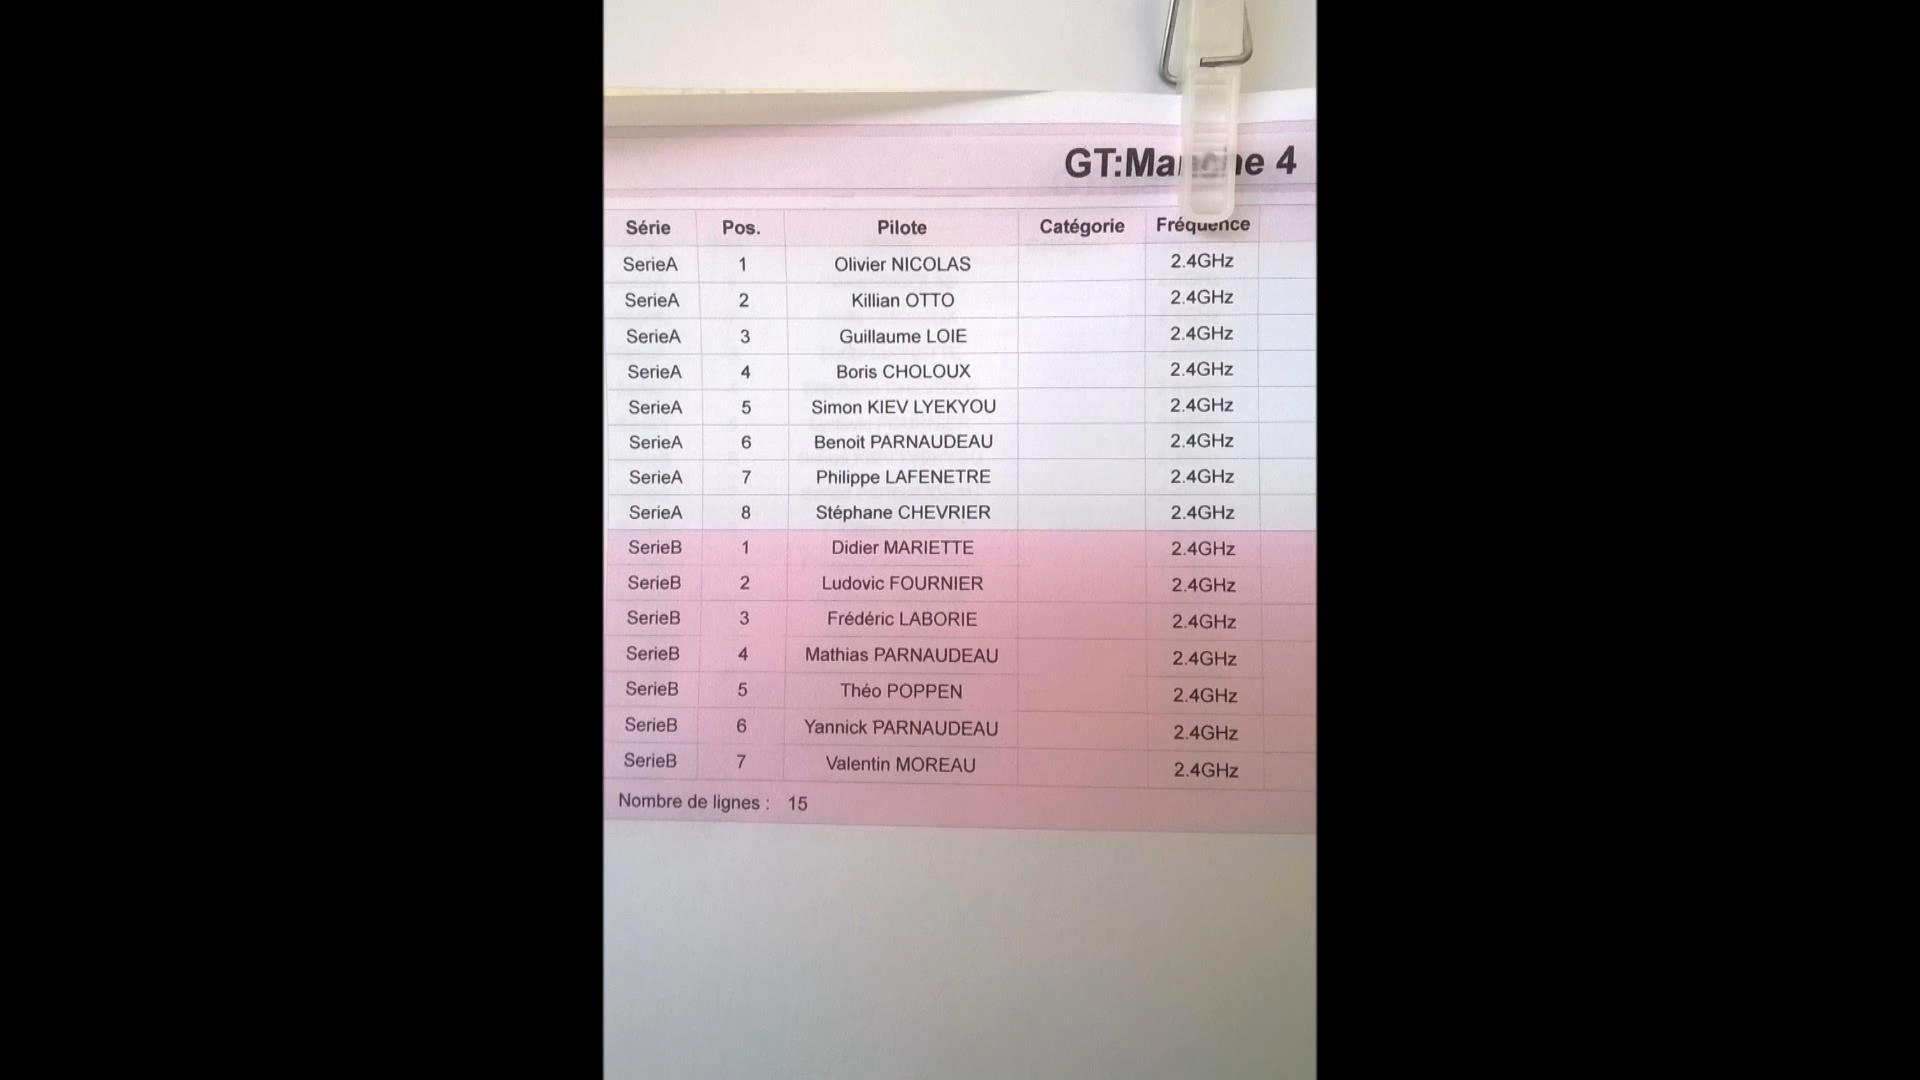 GT:Manche 4
Série Pos. Pilote Catégorie Fréquence
SerieA 1 Olivier NICOLAS 2.4GHz
SerieA 2 Killian OTTO 2.4GHz
SerieA 3 Guillaume LOIE 2.4GHz
SerieA 4 Boris CHOLOUX 2.4GHz
SerieA 5 Simon KIEV LYEKYOU 2.4GHz
SerieA 6 Benoit PARNAUDEAU 2.4GHz
SerieA 7 Philippe LAFENETRE 2.4GHz
SerieA 8 Stéphane CHEVRIER 2.4GHz
SerieB 1 Didier MARIETTE 2.4GHz
SerieB 2 Ludovic FOURNIER 2.4GHz
SerieB 3 Frédéric LABORIE 2.4GHz
SerieB 4 Mathias PARNAUDEAU 2.4GHz
SerieB 5 Théo POPPEN 2.4GHz
SerieB 6 Yannick PARNAUDEAU 2.4GHz
SerieB 7 Valentin MOREAU 2.4GHz
Nombre de lignes : 15